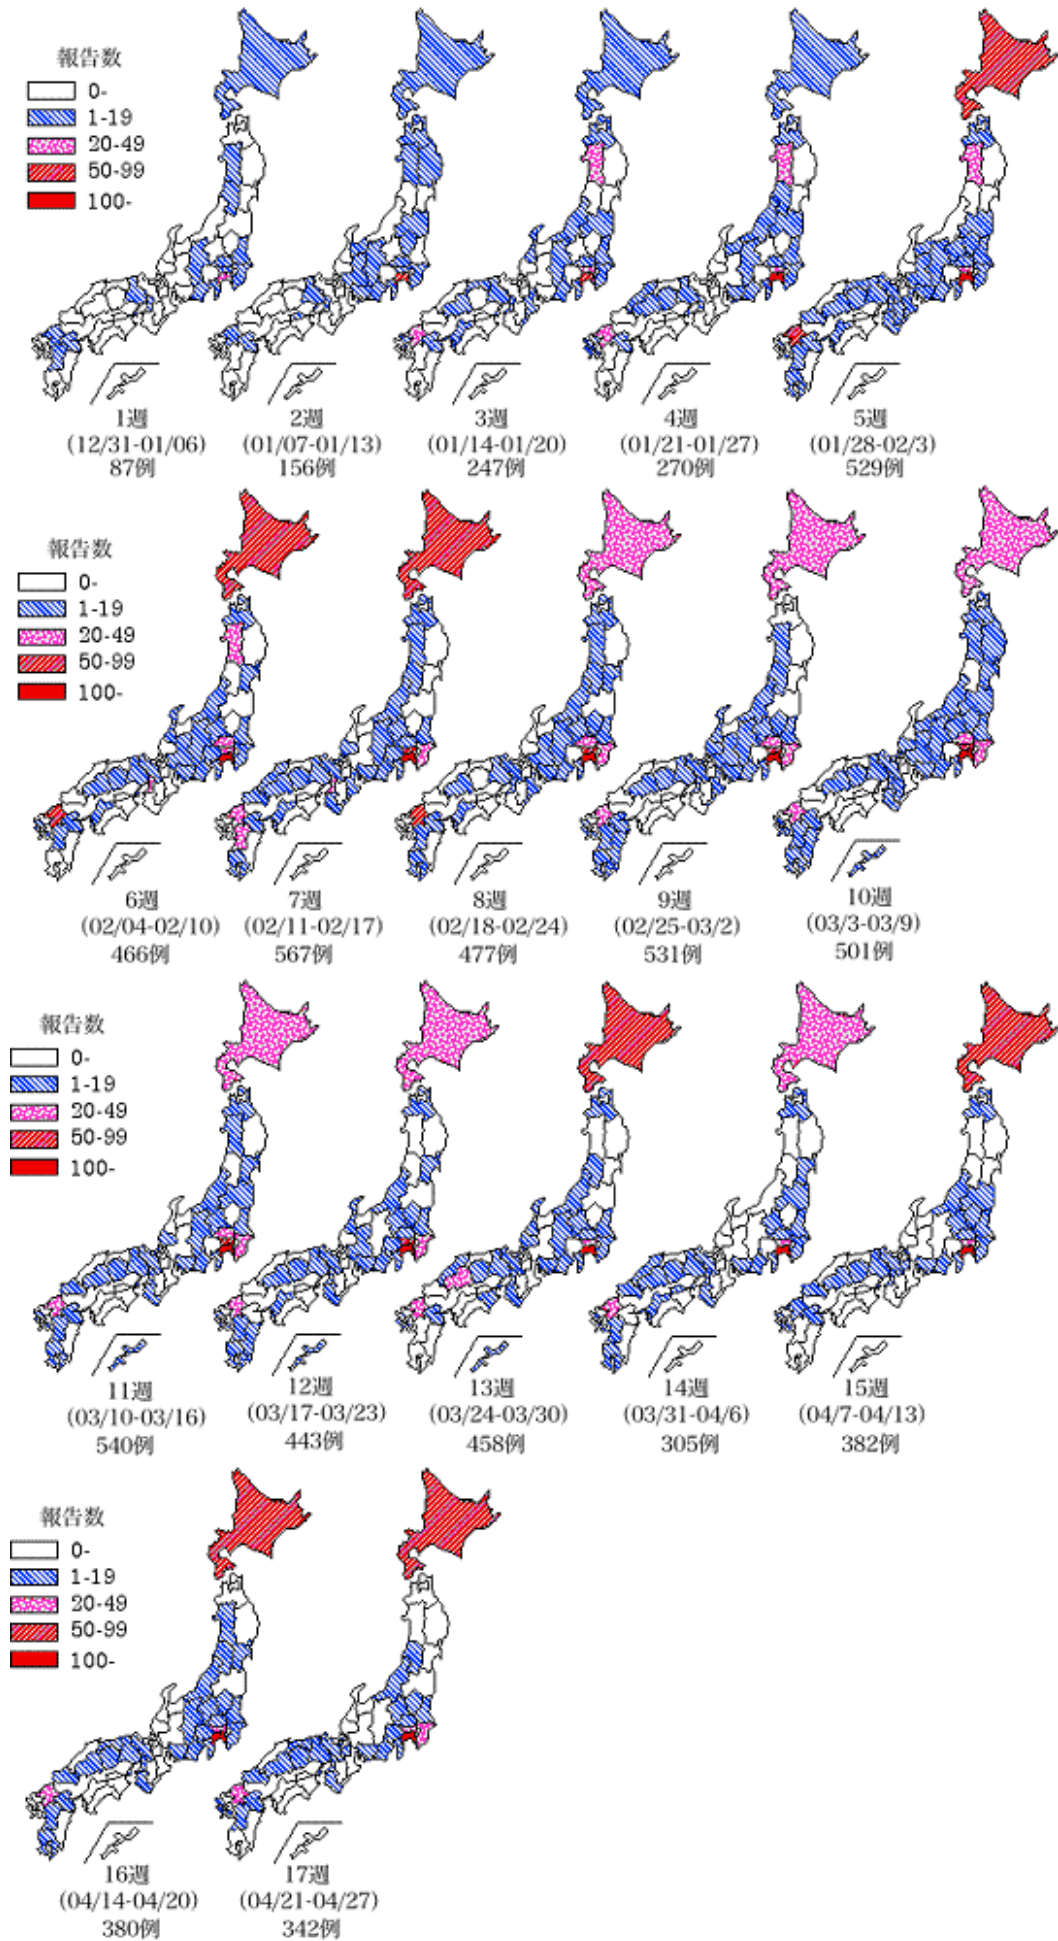 報告数
0-
1-19
20-49
50-99
100-
1週
(12/31-01/06)
87例
2週
(01/07-01/13)
156例
3週
(01/14-01/20)
247例
4週
(01/21-01/27)
270例
5週
(01/28-02/3)
529例
報告数
0-
1-19
20-49
50-99
100-
6週
(02/04-02/10)
466例
7週
(02/11-02/17)
567例
8週
(02/18-02/24)
477例
9週
(02/25-03/2)
531例
10週
(03/3-03/9)
501例
報告数
0-
1-19
20-49
50-99
100-
11週
(03/10-03/16)
540例
12週
(03/17-03/23)
443例
13週
(03/24-03/30)
458例
14週
(03/31-04/6)
305例
15週
(04/7-04/13)
382例
報告数
0-
1-19
20-49
50-99
100-
16週
(04/14-04/20)
380例
17週
(04/21-04/27)
342例